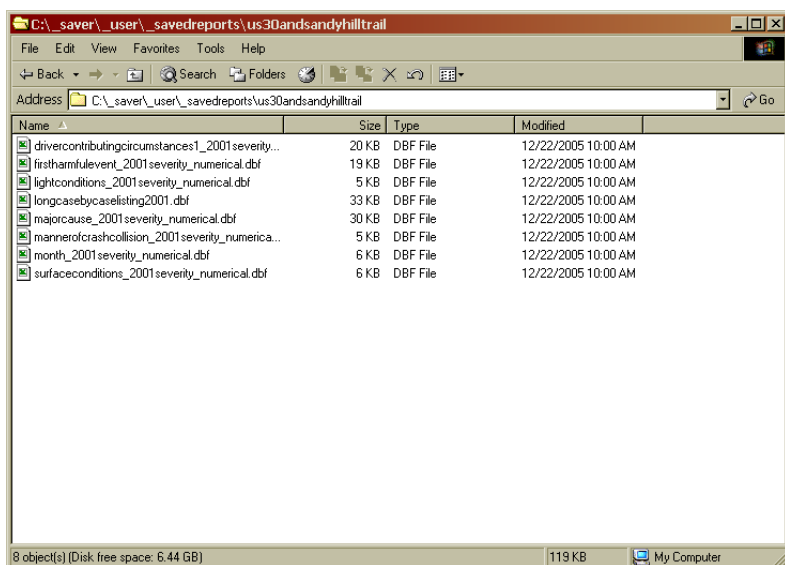 C:\_saver\_user\_savedreports\us30andsandyhilltrail
File Edit View Favorites Tools Help
Back Search Folders
Address C:\_saver\_user\_savedreports\us30andsandyhilltrail Go
Name Size Type Modified
drivercontributingcircumstances1_2001severity... 20 KB DBF File 12/22/2005 10:00 AM
firstharmfulevent_2001severity_numerical.dbf 19 KB DBF File 12/22/2005 10:00 AM
lightconditions_2001severity_numerical.dbf 5 KB DBF File 12/22/2005 10:00 AM
longcasebycaselisting2001.dbf 33 KB DBF File 12/22/2005 10:00 AM
majorcause_2001severity_numerical.dbf 30 KB DBF File 12/22/2005 10:00 AM
mannerofcrashcollision_2001severity_numerica... 5 KB DBF File 12/22/2005 10:00 AM
month_2001severity_numerical.dbf 6 KB DBF File 12/22/2005 10:00 AM
surfaceconditions_2001severity_numerical.dbf 6 KB DBF File 12/22/2005 10:00 AM
8 object(s) (Disk free space: 6.44 GB) 119 KB My Computer